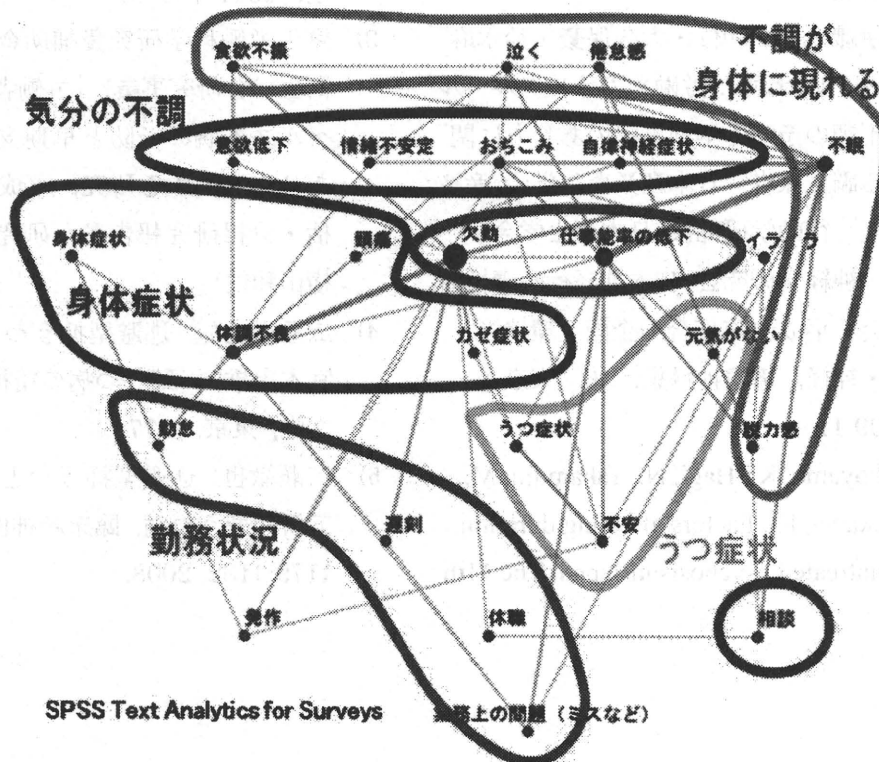 不調が
身体に現れる
食欲不振
泣く
倦怠感
気分の不調
意欲低下
情緒不安定
おちこみ
自律神経症状
不眠
身体症状
頭痛
欠勤
仕事能率の低下
イライラ
身体症状
体調不良
カゼ症状
元気がない
勤怠
うつ症状
脱力感
勤務状況
遅刻
不安
うつ症状
発作
休職
相談
SPSS Text Analytics for Surveys
業務上の問題（ミスなど）